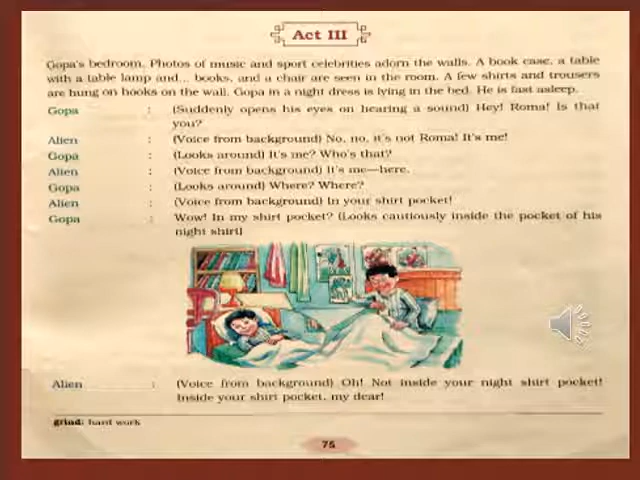 Act III
Gopa's bedroom. Photos of music and sport celebrities adorn the walls. A book case, a table
with a table lamp and... books, and a chair are seen in the room. A few shirts and trousers
are hung on hooks on the wall. Gopa in a night dress is lying in the bed. He is fast asleep.
Gopa : (Suddenly opens his eyes on hearing a sound) Hey! Roma! Is that
you?
Alien : (Voice from background) No, no, it's not Roma! It's me!
Gopa : (Looks around) It's me? Who's that?
Alien : (Voice from background) It's me—here.
Gopa : (Looks around) Where? Where?
Alien : (Voice from background) In your shirt pocket!
Gopa : Wow! In my shirt pocket? (Looks cautiously inside the pocket of his
night shirt)
Alien : (Voice from background) Oh! Not inside your night shirt pocket!
Inside your shirt pocket, my dear!
grind: hard work
75